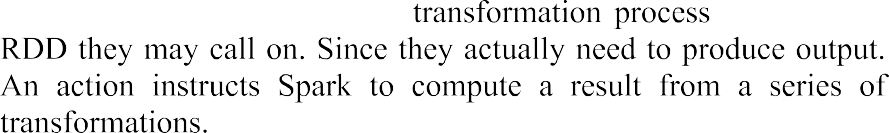 transformation process
RDD they may call on. Since they actually need to produce output.
An action instructs Spark to compute a result from a series of
transformations.